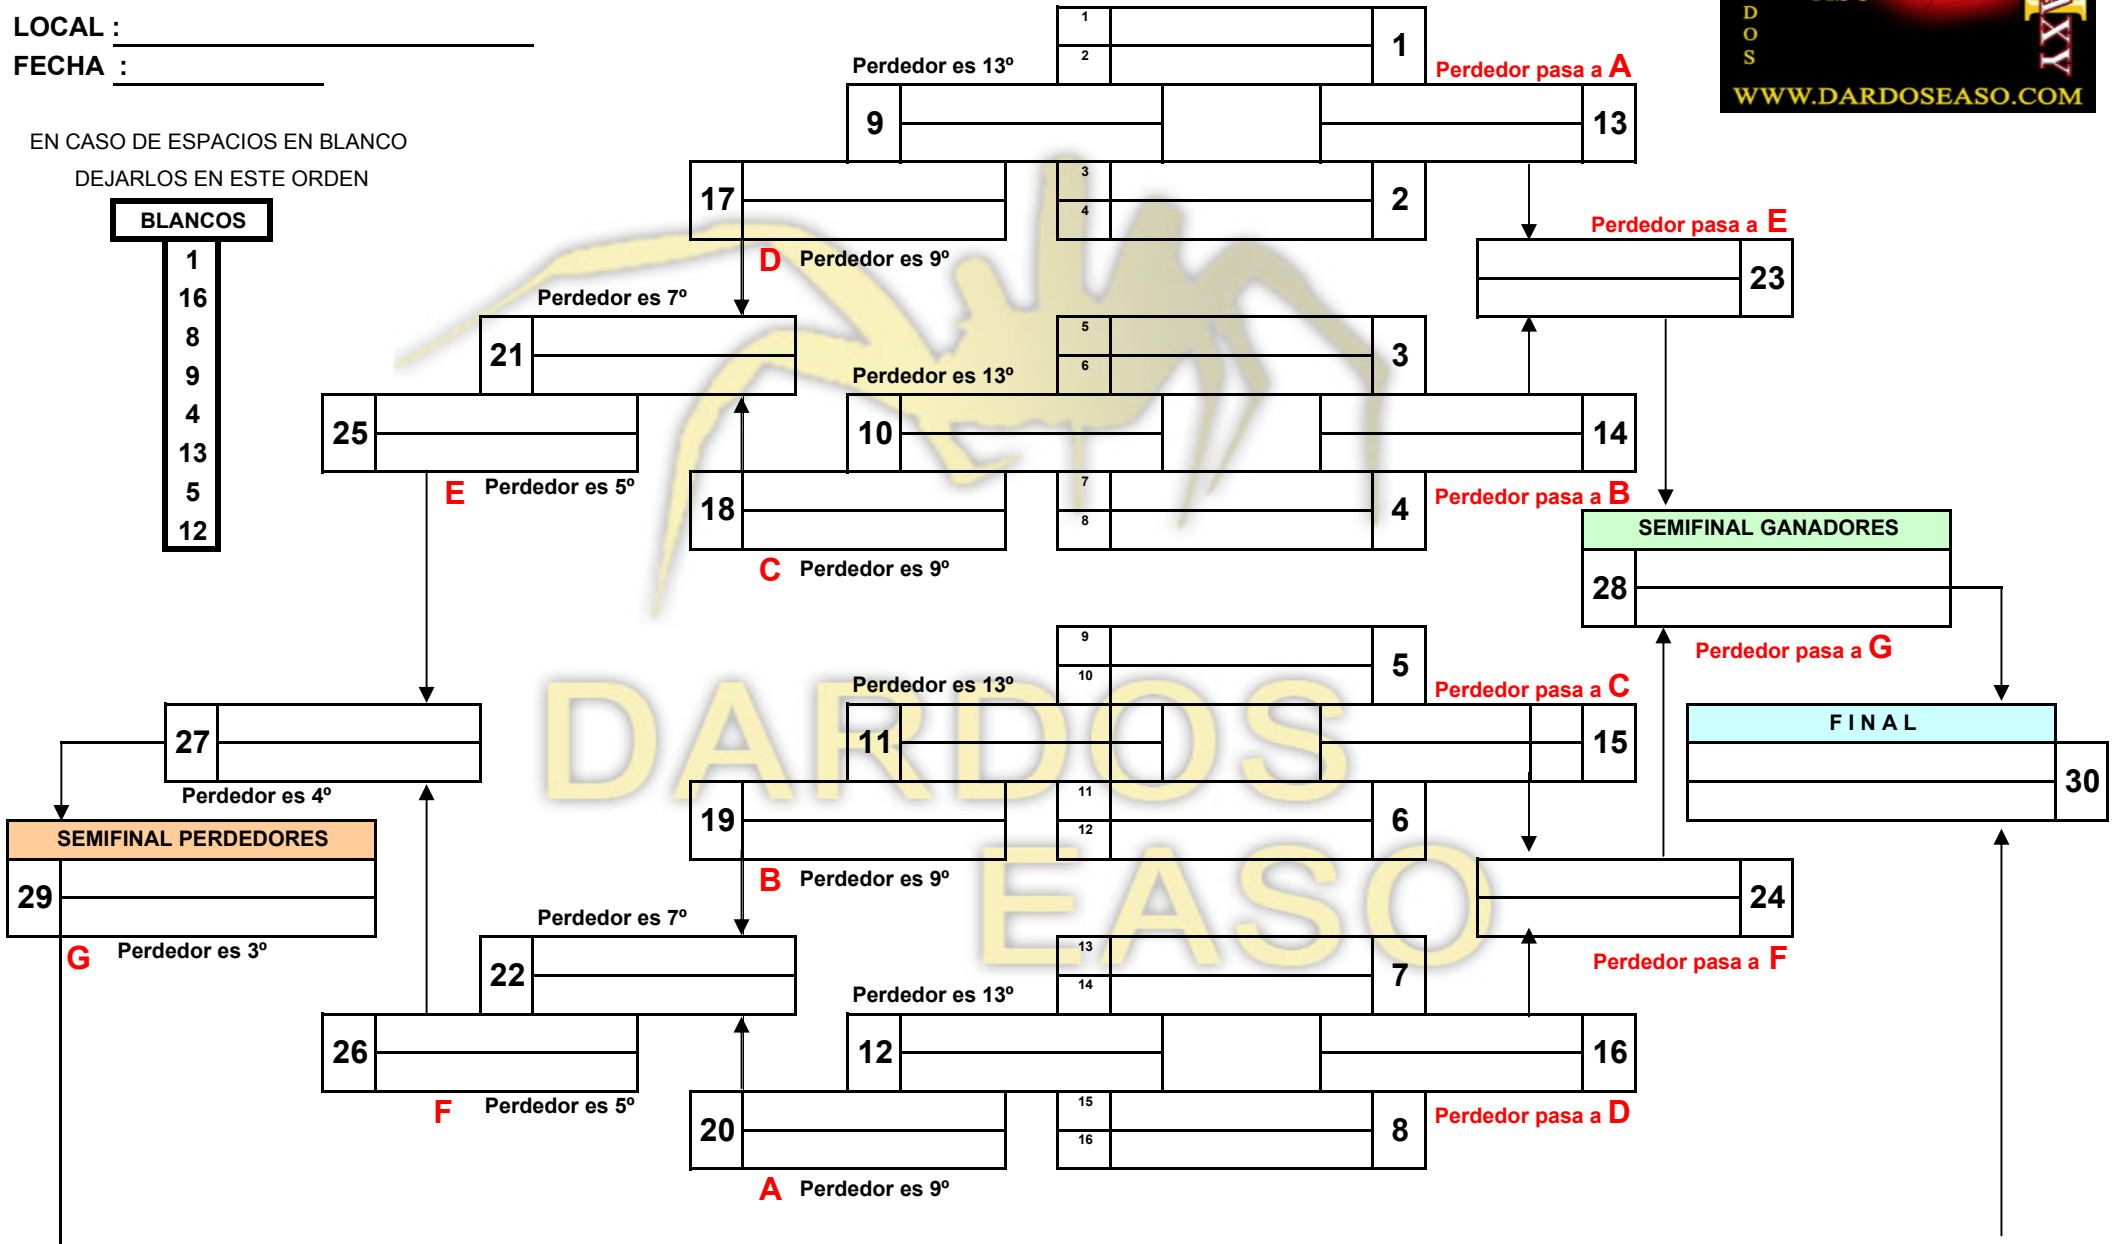 LOCAL :
FECHA :
EN CASO DE ESPACIOS EN BLANCO
DEJARLOS EN ESTE ORDEN
BLANCOS
1
16
8
9
4
13
5
12
D
O
S
AXY
WWW.DARDOSEASO.COM
1
2
1
Perdedor es 13º
Perdedor pasa a A
9
13
17
3
4
2
D Perdedor es 9º
Perdedor pasa a E
23
Perdedor es 7º
21
5
6
3
Perdedor es 13º
25
10
14
E Perdedor es 5º
18
7
8
4
Perdedor pasa a B
C Perdedor es 9º
SEMIFINAL GANADORES
28
Perdedor pasa a G
9
10
5
Perdedor es 13º
Perdedor pasa a C
27
11
15
FINAL
30
Perdedor es 4º
19
11
12
6
SEMIFINAL PERDEDORES
29
B Perdedor es 9º
24
G Perdedor es 3º
Perdedor es 7º
22
13
14
7
Perdedor pasa a F
Perdedor es 13º
26
12
16
F Perdedor es 5º
20
15
16
8
Perdedor pasa a D
A Perdedor es 9º
DARDOS
EASO